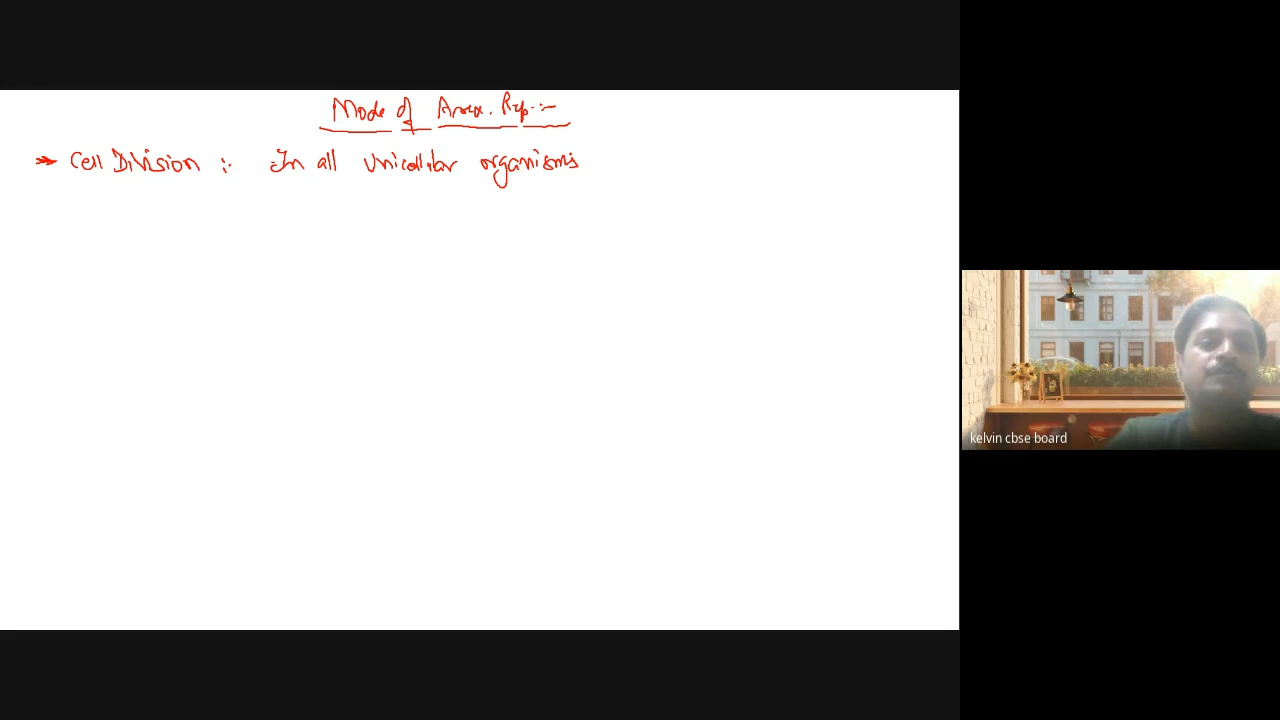 Mode of Asex. Rep. :-
→ Cell Division :- In all Unicellular organisms
kelvin cbse board